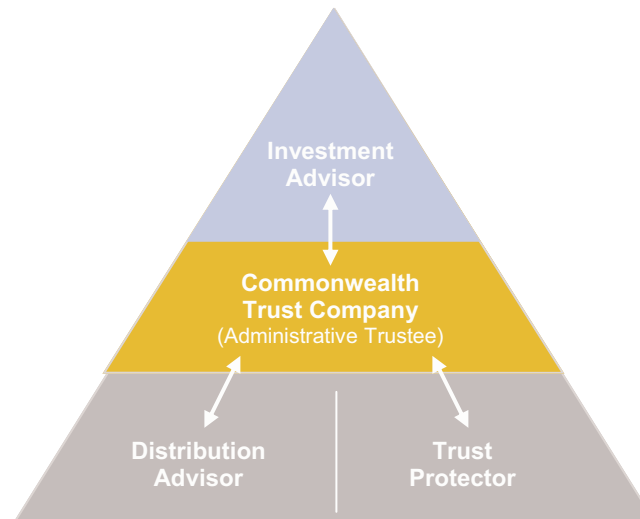 Investment
Advisor
Commonwealth
Trust Company
(Administrative Trustee)
Distribution
Advisor
Trust
Protector